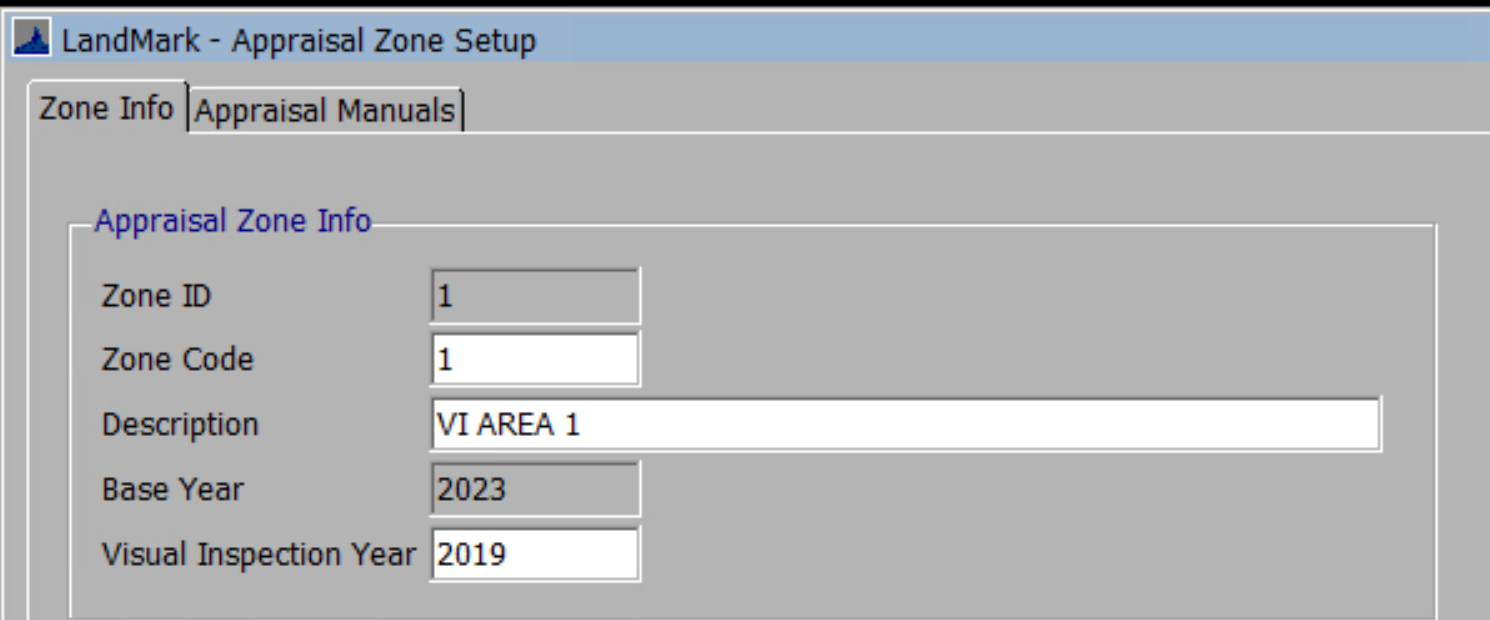 LandMark - Appraisal Zone Setup
Zone Info Appraisal Manuals
Appraisal Zone Info
Zone ID 1
Zone Code 1
Description VI AREA 1
Base Year 2023
Visual Inspection Year 2019